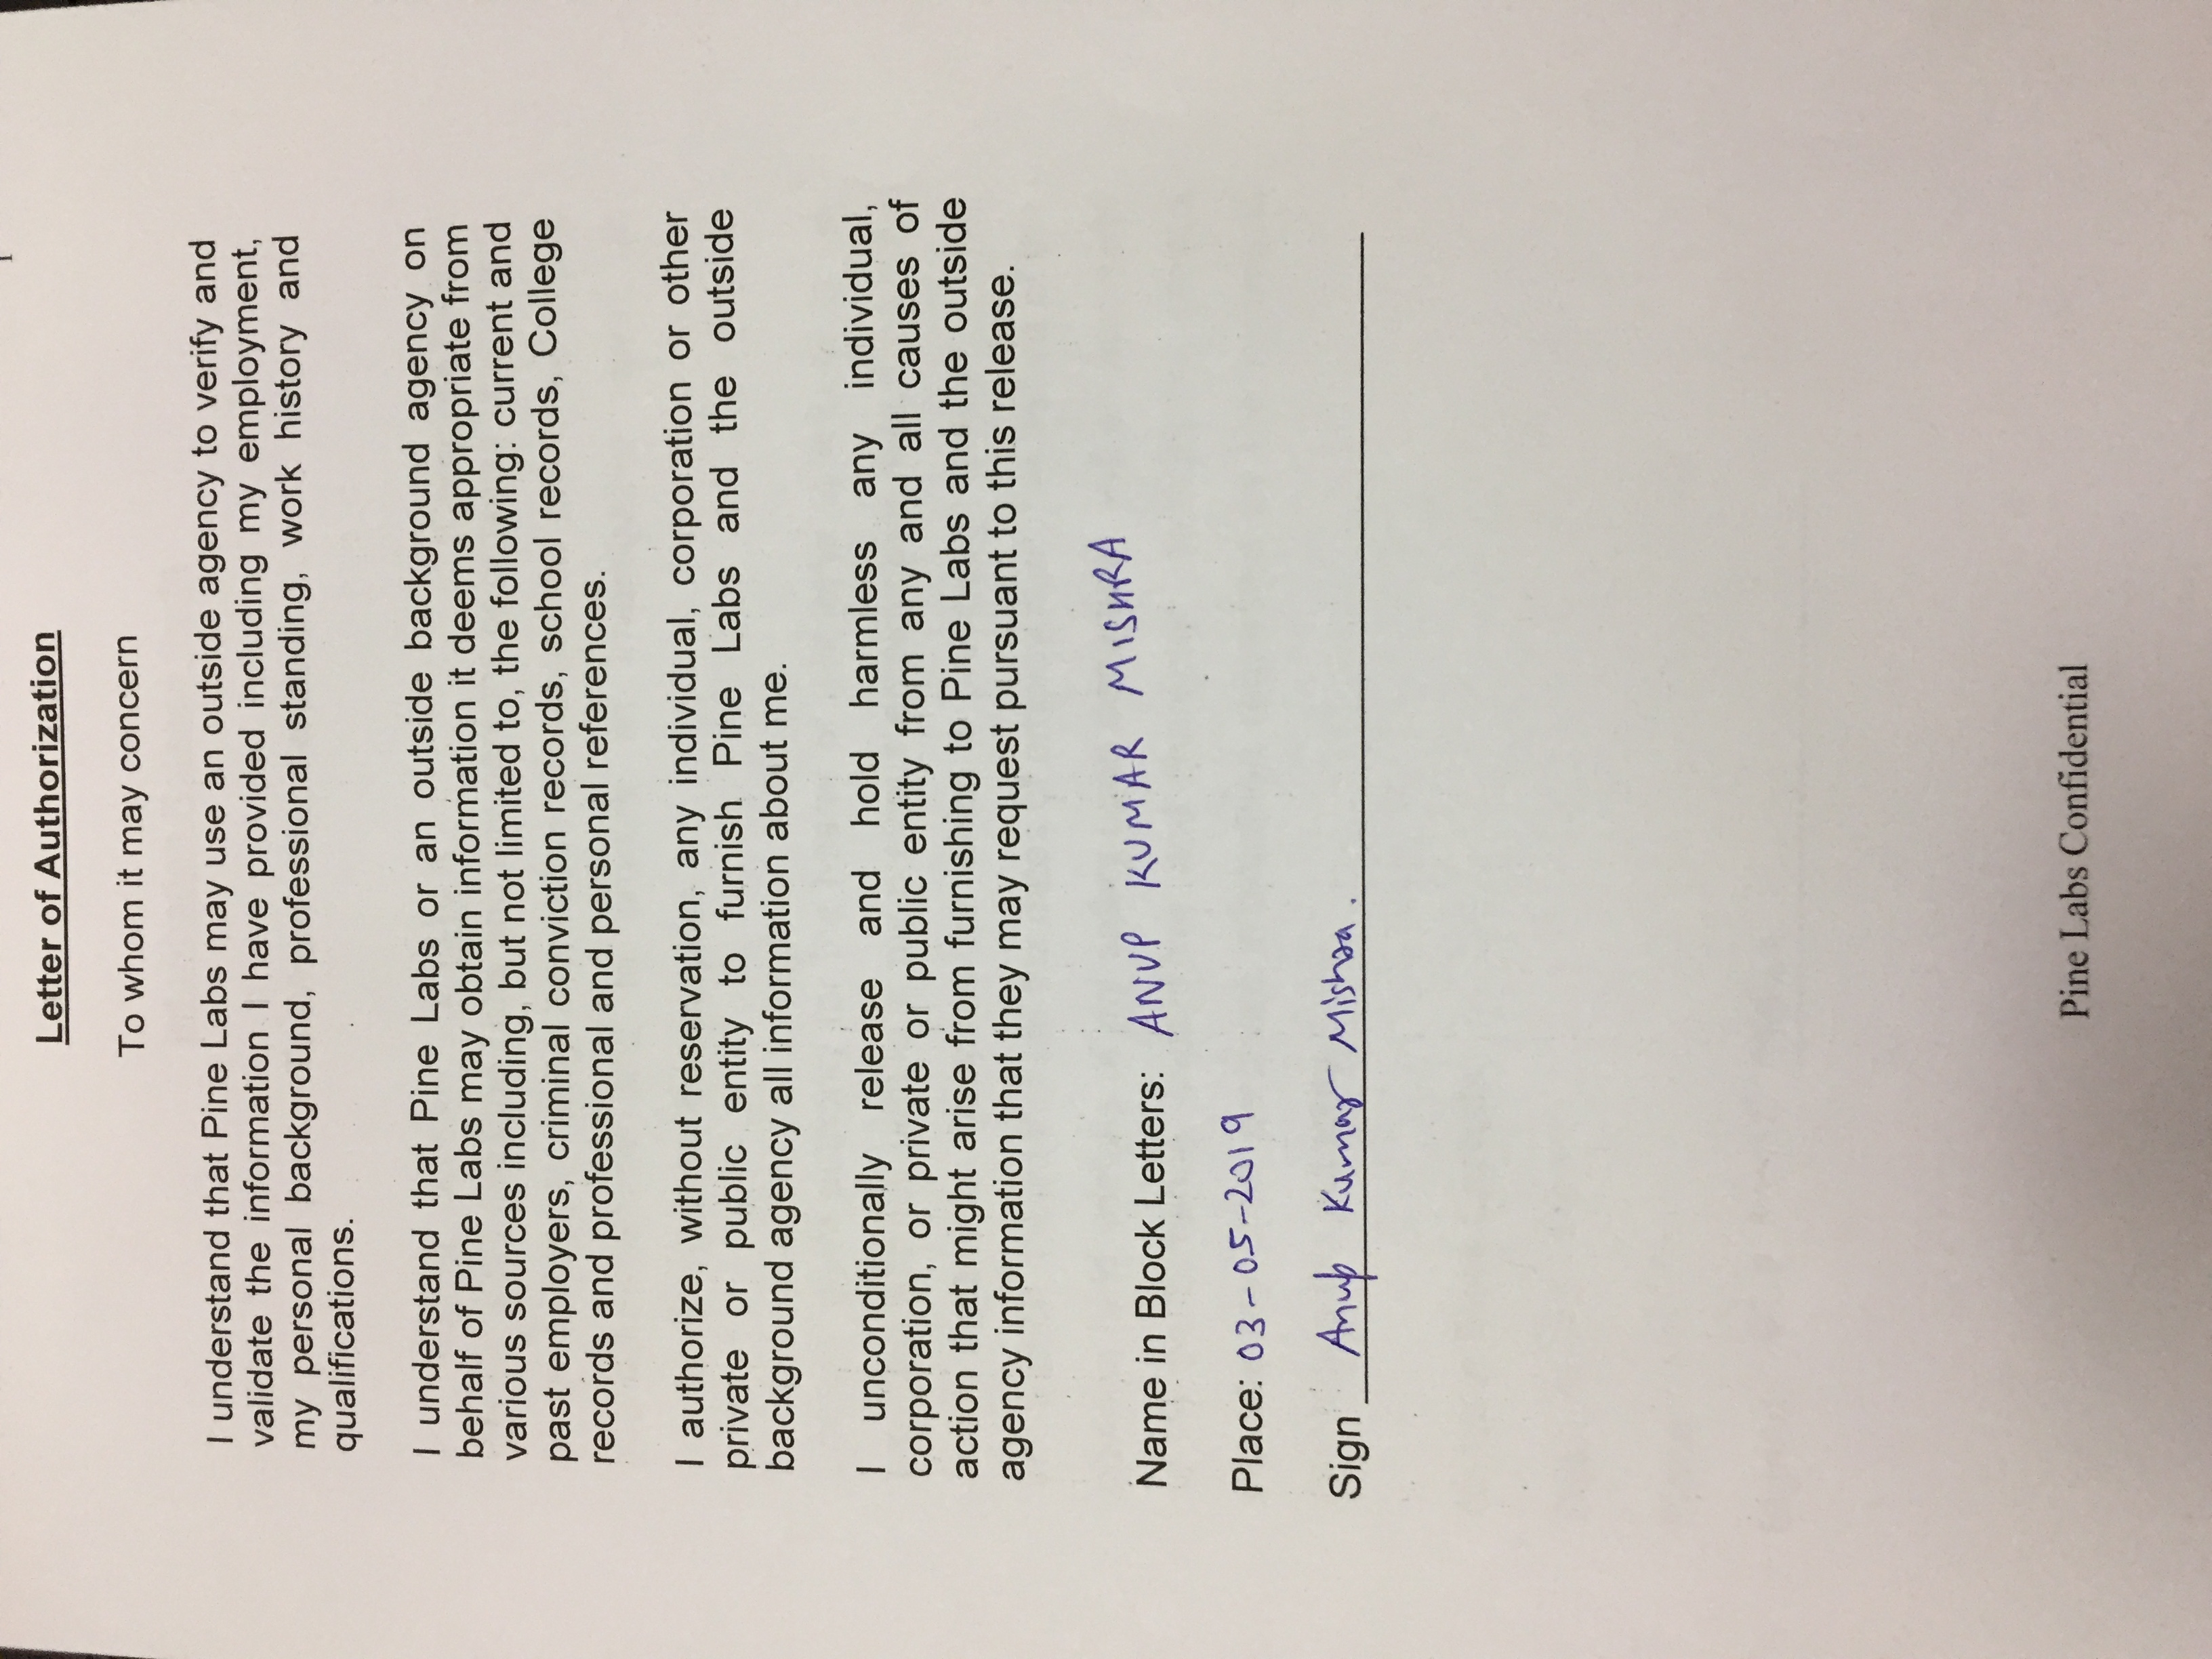 Letter of Authorization
To whom it may concern
I understand that Pine Labs may use an outside agency to verify and
validate the information I have provided including my employment,
my personal background, professional standing, work history and
qualifications.
I understand that Pine Labs or an outside background agency on
behalf of Pine Labs may obtain information it deems appropriate from
various sources including, but not limited to, the following: current and
past employers, criminal conviction records, school records, College
records and professional and personal references.
I authorize, without reservation, any individual, corporation or other
private or public entity to furnish Pine Labs and the outside
background agency all information about me.
I unconditionally release and hold harmless any individual,
corporation, or private or public entity from any and all causes of
action that might arise from furnishing to Pine Labs and the outside
agency information that they may request pursuant to this release.
Name in Block Letters: ANUP KUMAR MISHRA
Place: 03-05-2019
Sign Anup Kumar Mishra.
Pine Labs Confidential